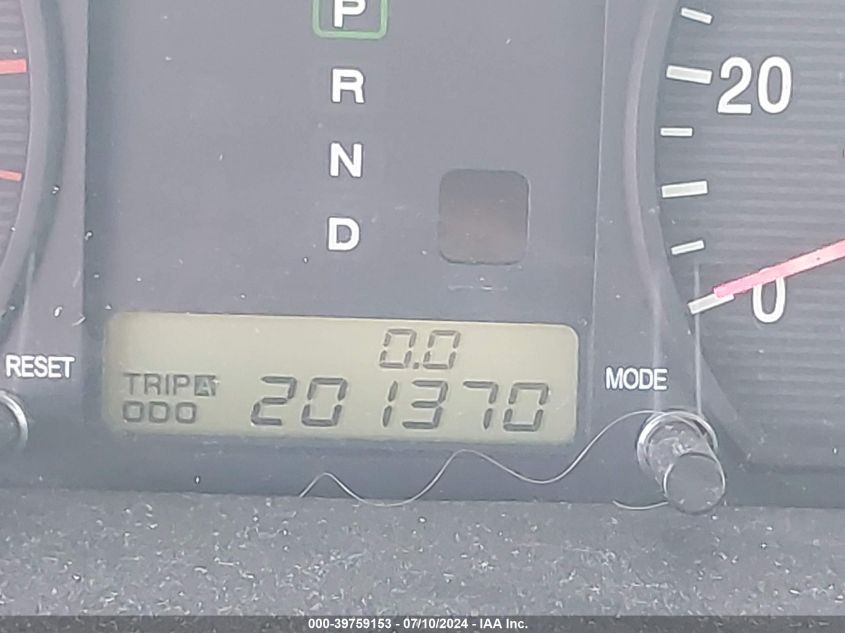 P
R
N
D
20
0
RESET
0.0
TRIP A
ODO 201370
MODE
000-39759153 - 07/10/2024 - IAA Inc.